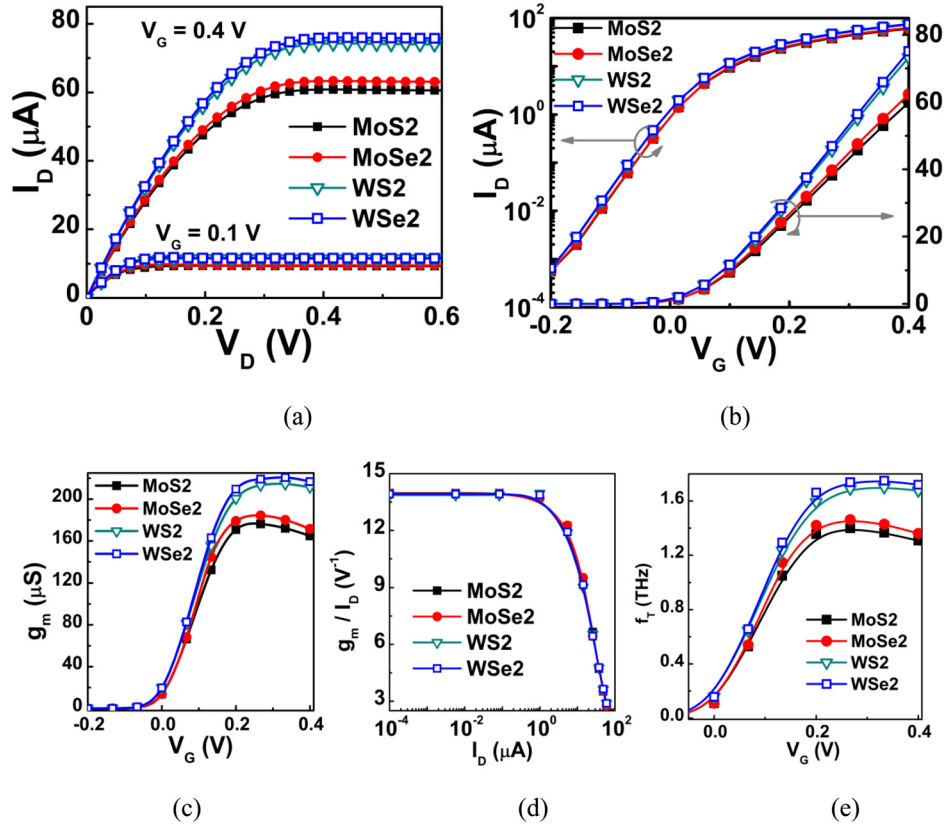 V_G = 0.4 V
V_G = 0.1 V
80
60
40
20
0
I_D (μA)
MoS2
MoSe2
WS2
WSe2
0 0.2 0.4 0.6
V_D (V)
(a)
10^2
10^0
10^-2
10^-4
I_D (μA)
MoS2
MoSe2
WS2
WSe2
80
60
40
20
0
-0.2 0.0 0.2 0.4
V_G (V)
(b)
200
160
120
80
40
0
g_m (μS)
MoS2
MoSe2
WS2
WSe2
-0.2 0.0 0.2 0.4
V_G (V)
(c)
15
12
9
6
3
g_m / I_D (V^-1)
MoS2
MoSe2
WS2
WSe2
10^-4 10^-2 10^0 10^2
I_D (μA)
(d)
1.6
1.2
0.8
0.4
0.0
f_T (THz)
MoS2
MoSe2
WS2
WSe2
0.0 0.2 0.4
V_G (V)
(e)